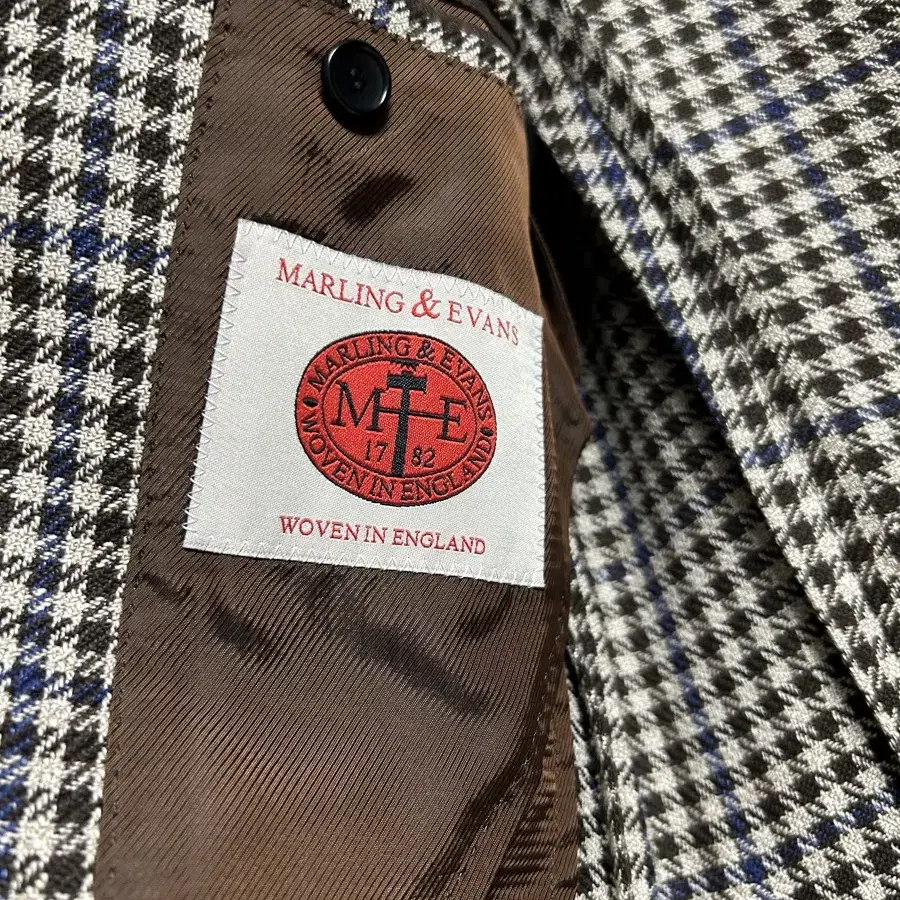 MARLING & EVANS
MARLING & EVANS
M E
17 82
WOVEN IN ENGLAND
WOVEN IN ENGLAND